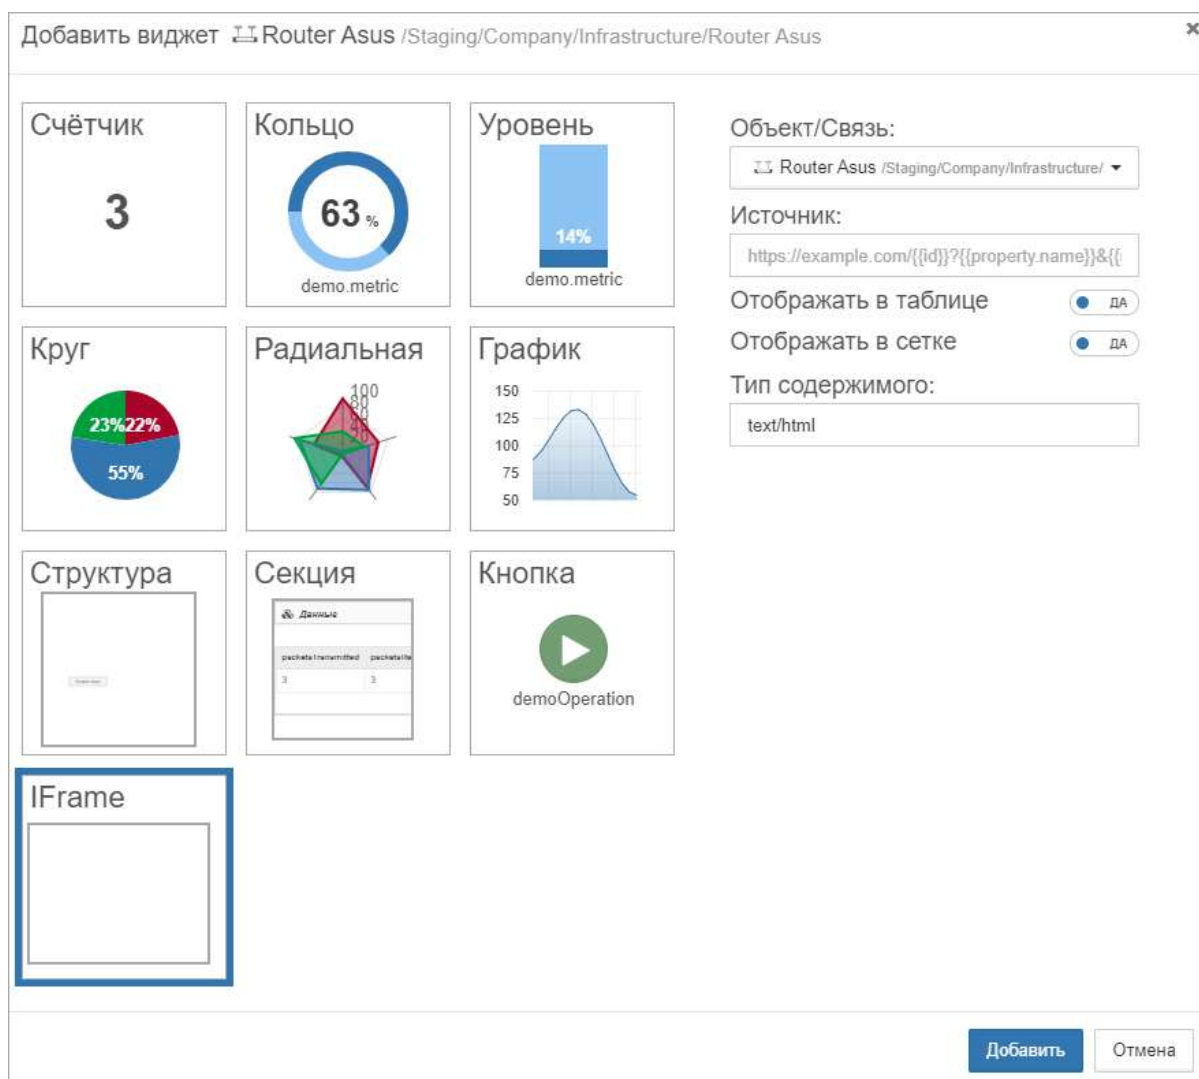 Добавить виджет Router Asus /Staging/Company/Infrastructure/Router Asus
Счётчик
3
Кольцо
63 %
demo.metric
Уровень
14%
demo.metric
Круг
23% 22%
55%
Радиальная
100
80
График
150
125
100
75
50
Структура
Секция
Данные
packetsTransmitted
3
3
Кнопка
demoOperation
IFrame
Объект/Связь:
Router Asus /Staging/Company/Infrastructure/
Источник:
https://example.com/{{id}}?{{property.name}}&{{
Отображать в таблице ДА
Отображать в сетке ДА
Тип содержимого:
text/html
Добавить
Отмена